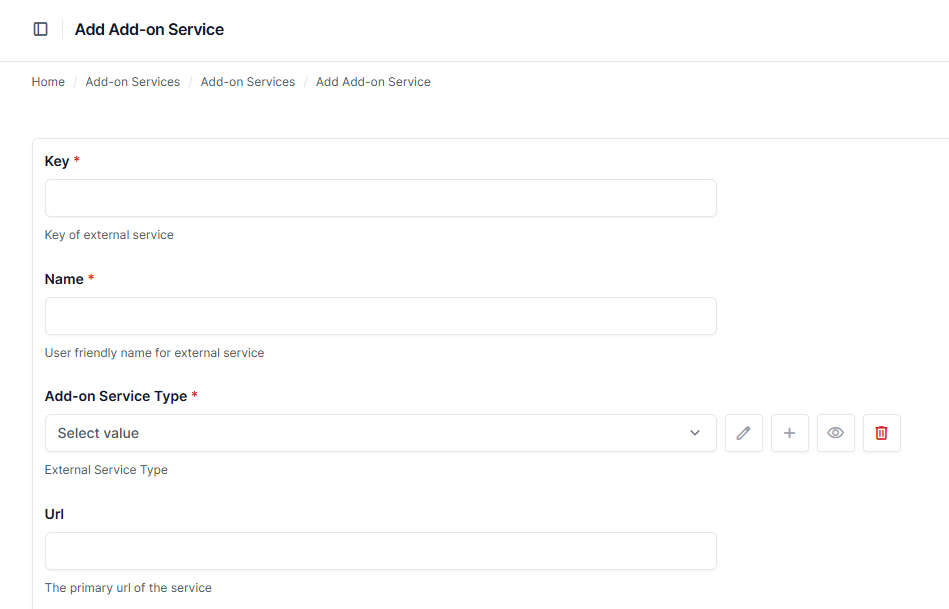 Add Add-on Service
Home / Add-on Services / Add-on Services / Add Add-on Service
Key *
Key of external service
Name *
User friendly name for external service
Add-on Service Type *
Select value
External Service Type
Url
The primary url of the service